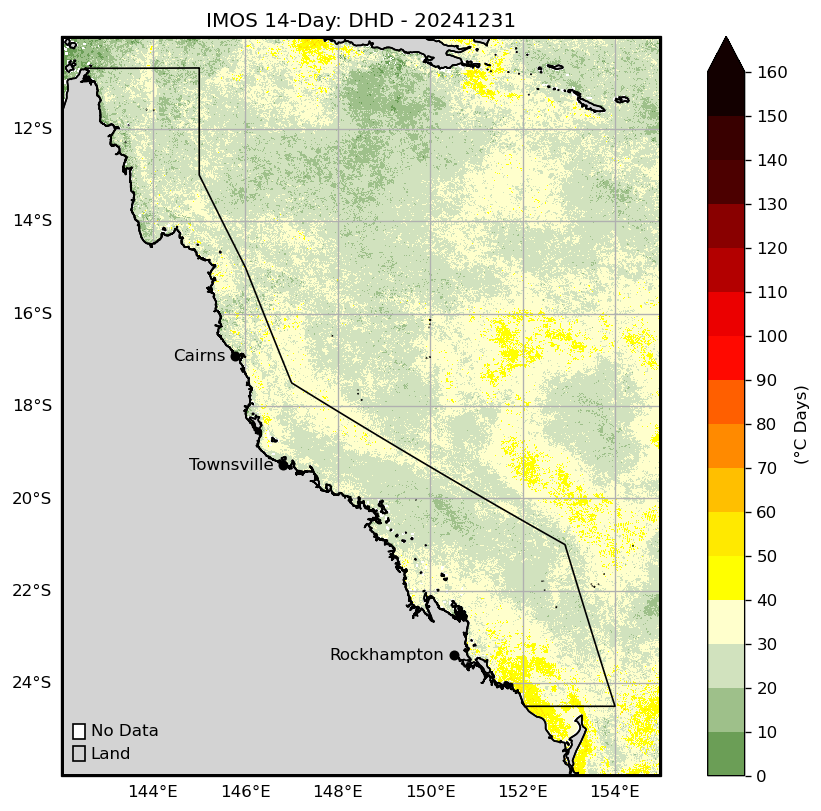 IMOS 14-Day: DHD - 20241231
12°S
14°S
16°S
18°S
20°S
22°S
24°S
Cairns
Townsville
Rockhampton
No Data
Land
144°E
146°E
148°E
150°E
152°E
154°E
160
150
140
130
120
110
100
90
80
70
60
50
40
30
20
10
0
(°C Days)